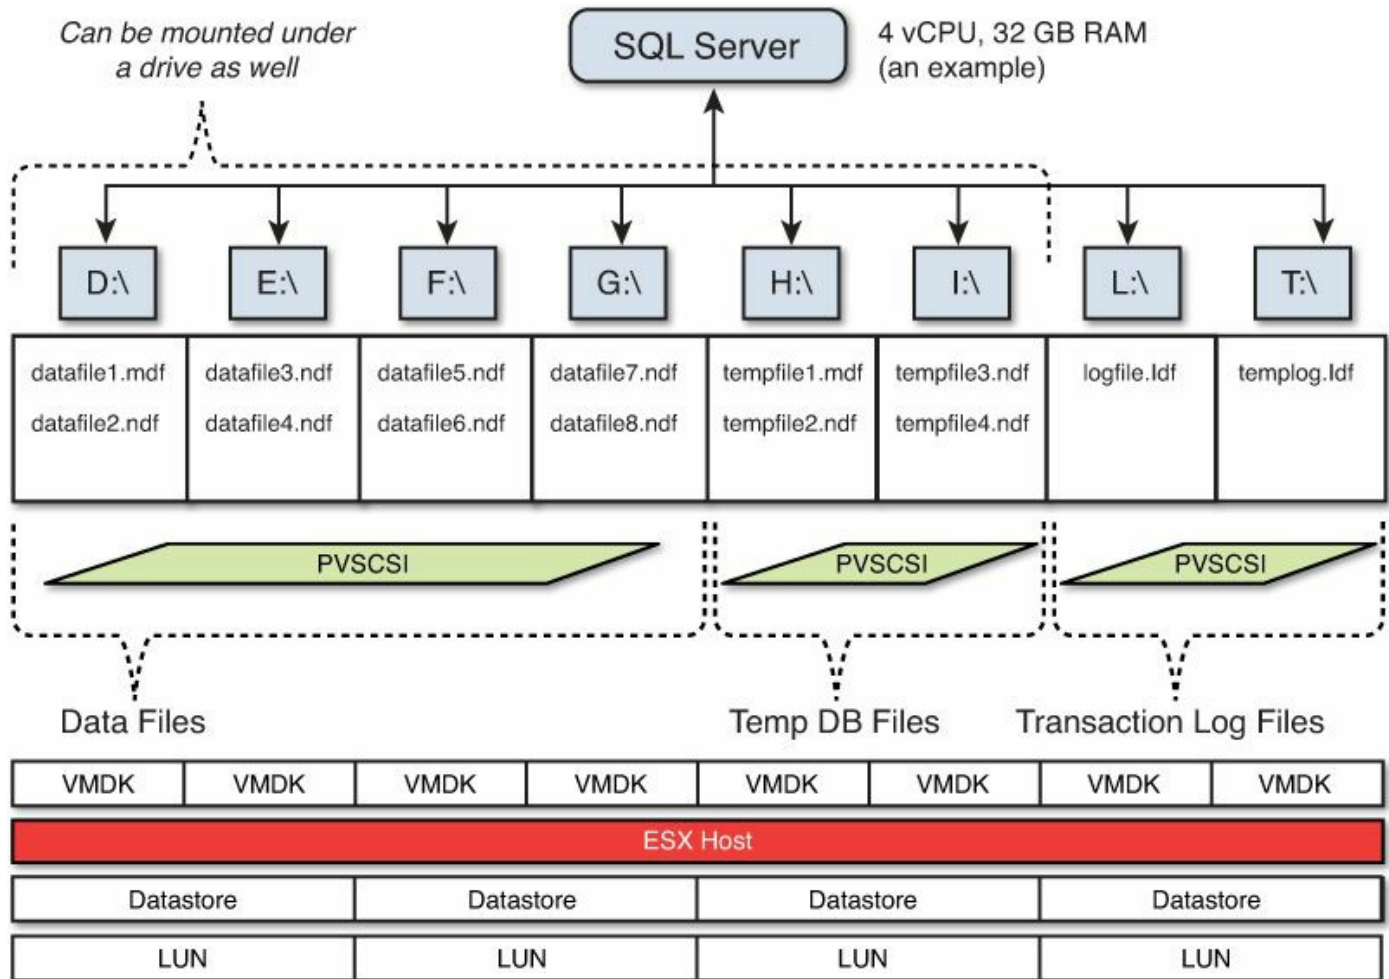 Can be mounted under
a drive as well
SQL Server
4 vCPU, 32 GB RAM
(an example)
D:\ E:\ F:\ G:\ H:\ I:\ L:\ T:\
datafile1.mdf datafile3.ndf datafile5.ndf datafile7.ndf tempfile1.mdf tempfile3.ndf logfile.ldf templog.ldf
datafile2.ndf datafile4.ndf datafile6.ndf datafile8.ndf tempfile2.ndf tempfile4.ndf
PVSCSI PVSCSI PVSCSI
Data Files Temp DB Files Transaction Log Files
VMDK VMDK VMDK VMDK VMDK VMDK VMDK VMDK
ESX Host
Datastore Datastore Datastore Datastore
LUN LUN LUN LUN